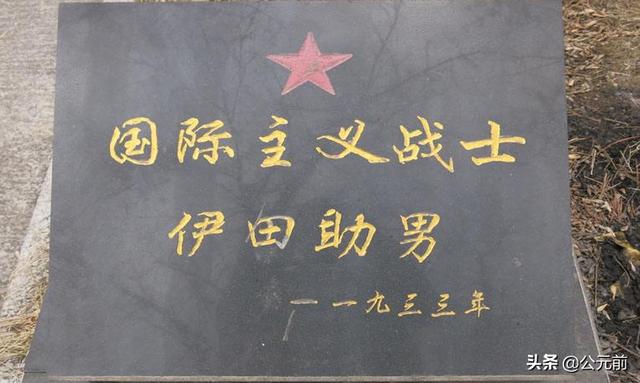 国际主义战士
伊田助男
一一九三三年
头条 @公元前